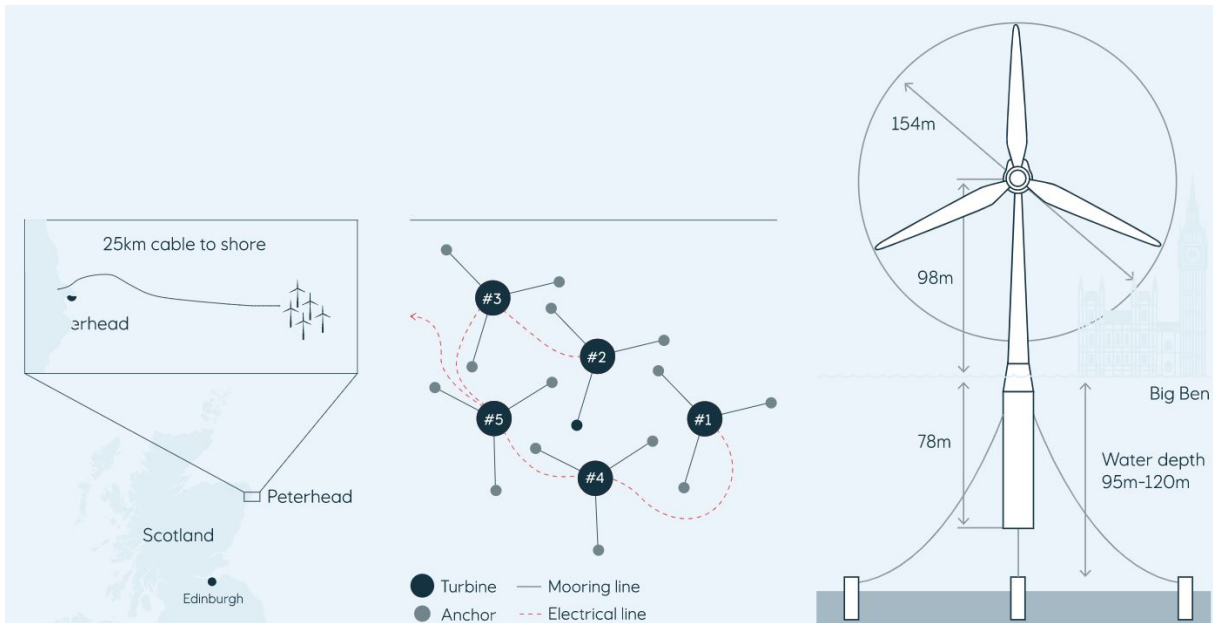 25km cable to shore
erhead
Peterhead
Scotland
Edinburgh
#3
#2
#5
#1
#4
Turbine
Mooring line
Anchor
Electrical line
154m
98m
78m
Big Ben
Water depth
95m-120m